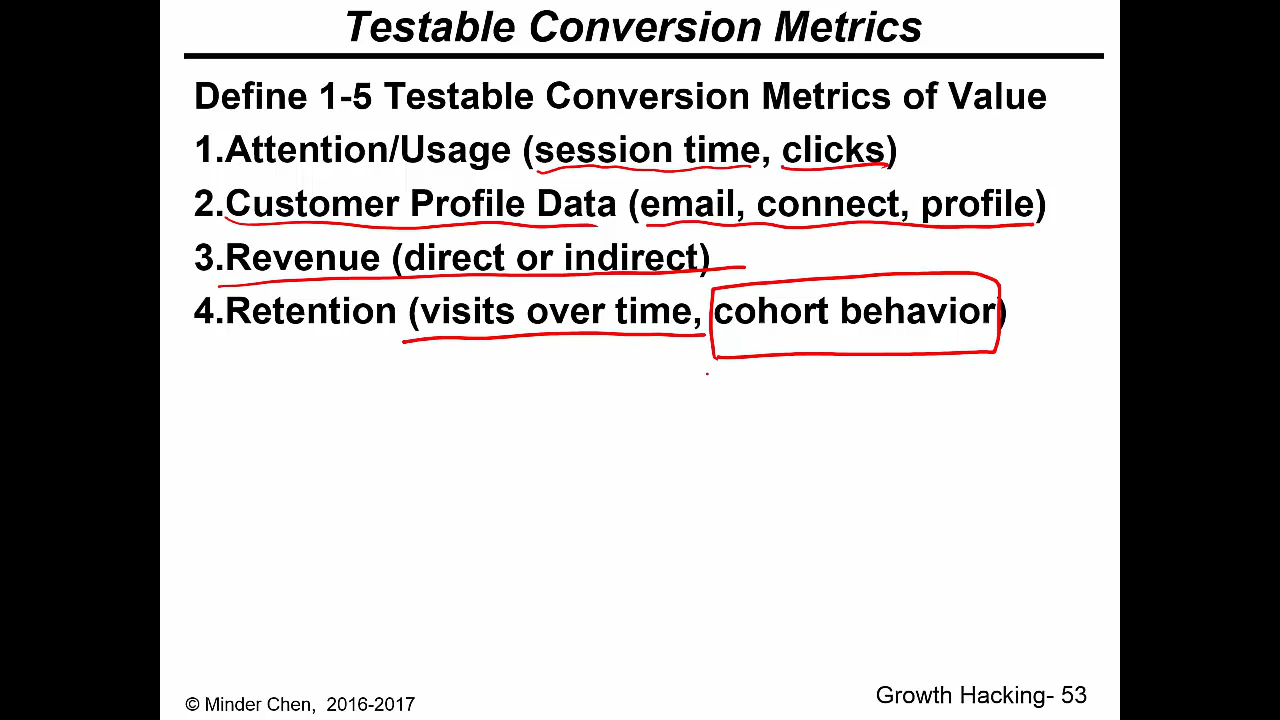 Testable Conversion Metrics
Define 1-5 Testable Conversion Metrics of Value
1.Attention/Usage (session time, clicks)
2.Customer Profile Data (email, connect, profile)
3.Revenue (direct or indirect)
4.Retention (visits over time, cohort behavior)
© Minder Chen, 2016-2017
Growth Hacking- 53